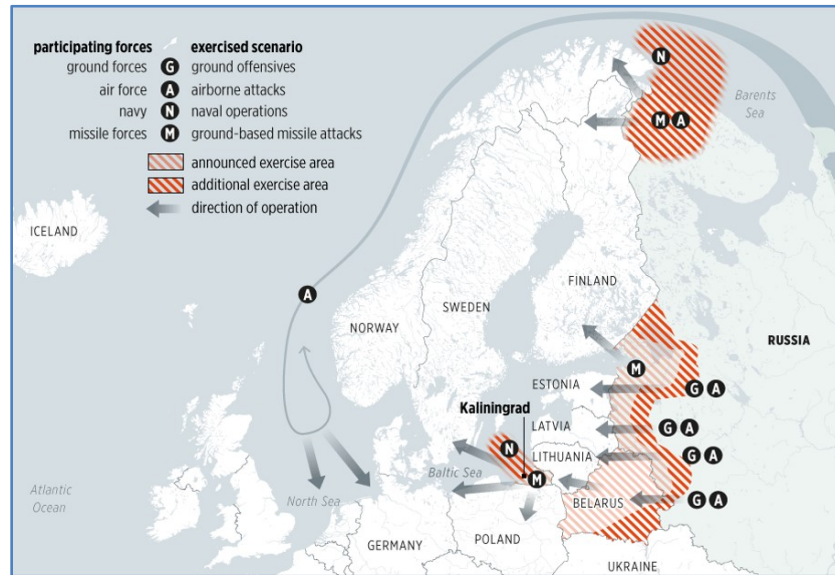 participating forces exercised scenario
ground forces G ground offensives
air force A airborne attacks
navy N naval operations
missile forces M ground-based missile attacks
announced exercise area
additional exercise area
direction of operation
N
Barents
Sea
M A
ICELAND
A
FINLAND
SWEDEN
NORWAY
RUSSIA
M
ESTONIA
G A
Kaliningrad
LATVIA
G A
N
LITHUANIA
G A
Baltic Sea
M
Atlantic
Ocean
North Sea
BELARUS
G A
POLAND
GERMANY
UKRAINE